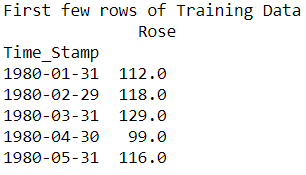 First few rows of Training Data
Rose
Time_Stamp
1980-01-31 112.0
1980-02-29 118.0
1980-03-31 129.0
1980-04-30 99.0
1980-05-31 116.0